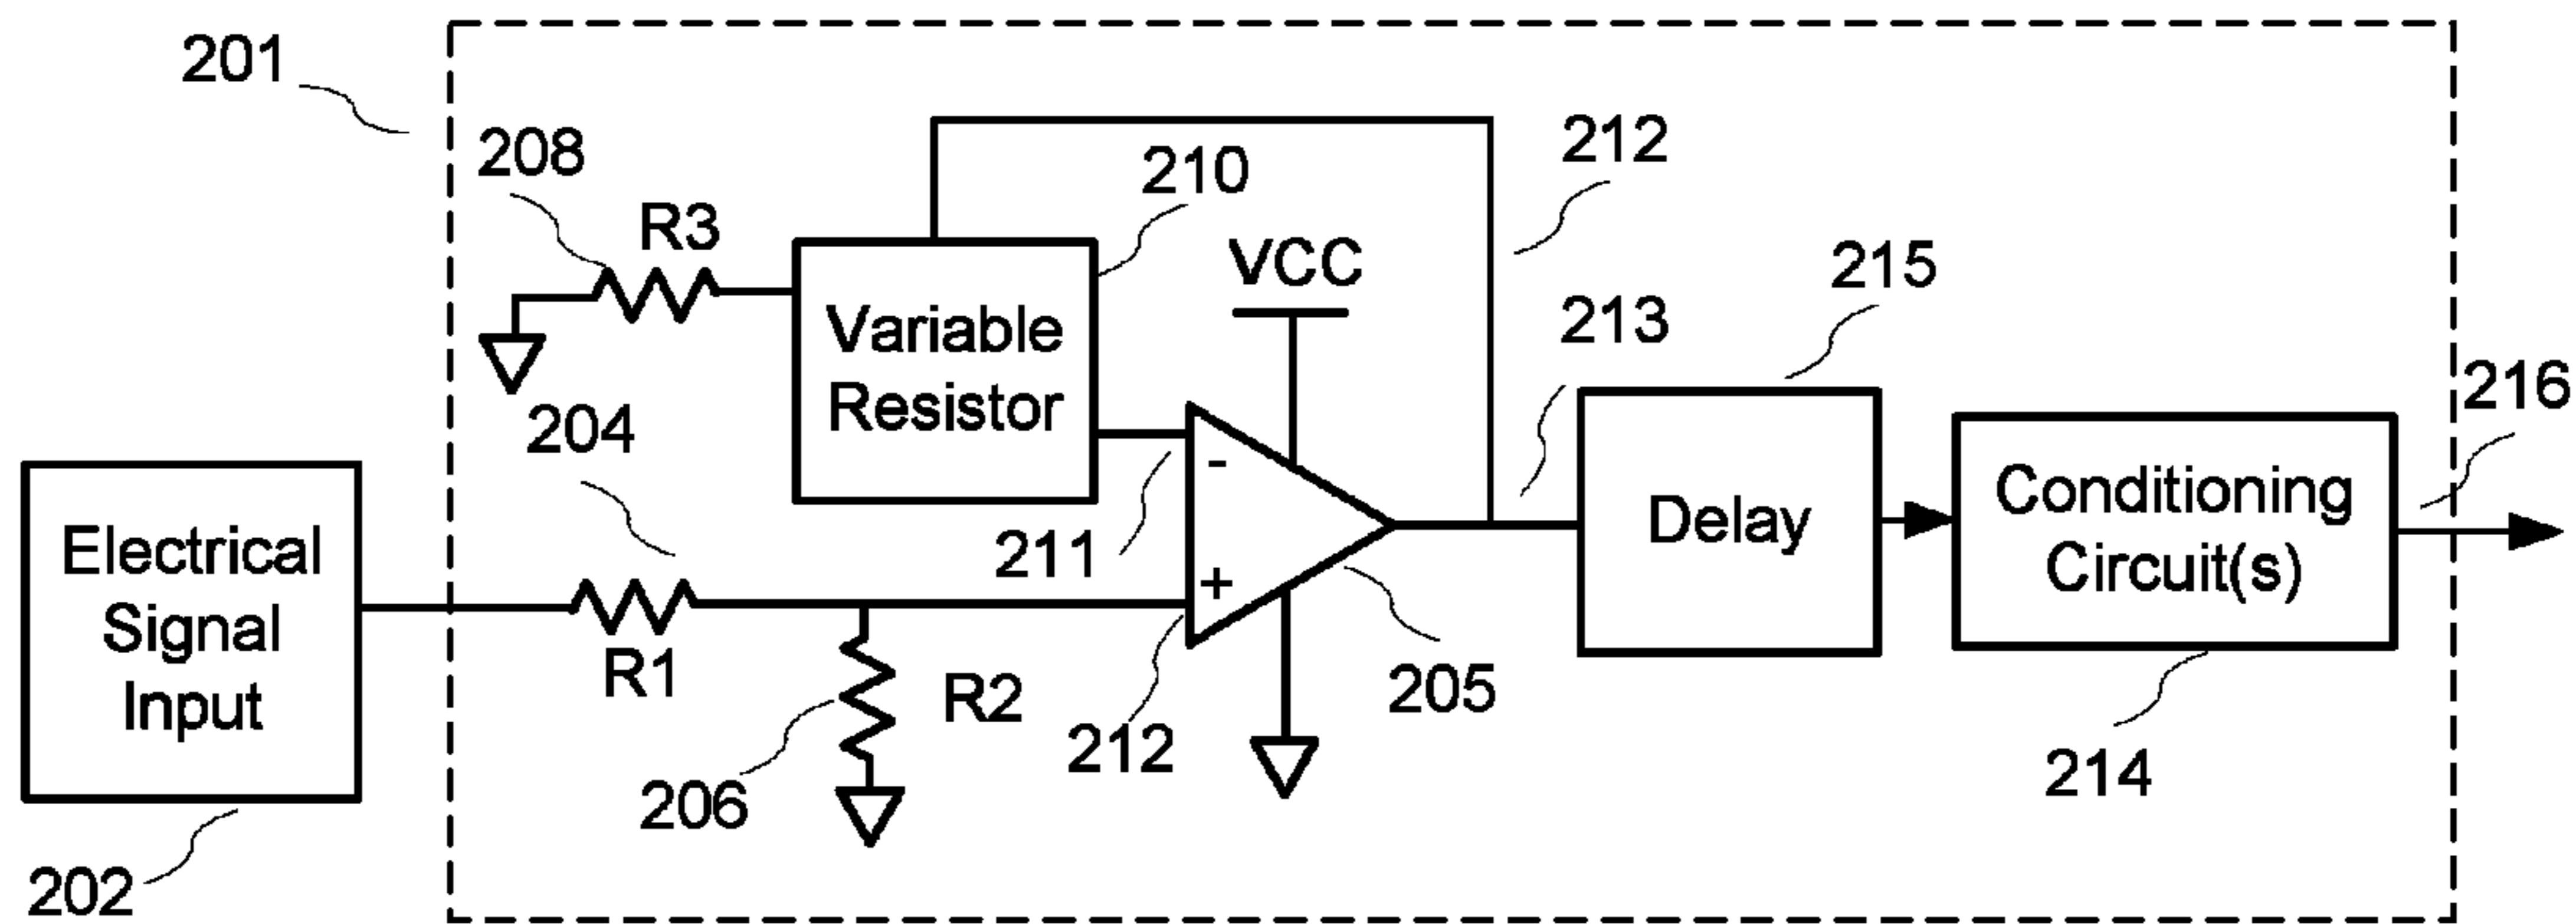 201
208
R3
210
212
VCC
215
Variable
Resistor
213
216
204
-
211
Electrical
Signal
Input
+
Delay
Conditioning
Circuit(s)
R1
R2
205
212
206
214
202